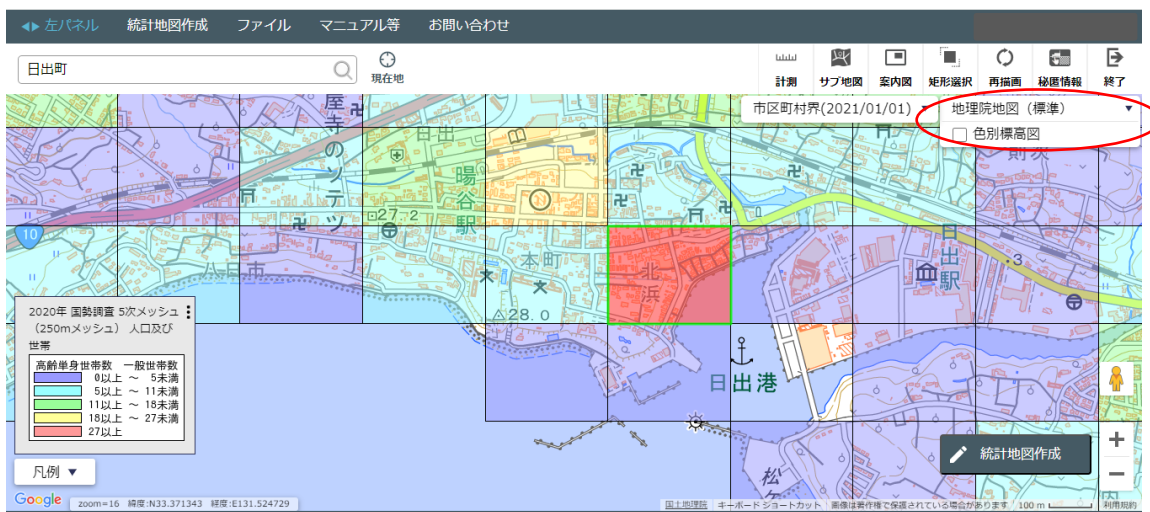 左パネル 統計地図作成 ファイル マニュアル等 お問い合わせ
日出町
現在地
計測 サブ地図 案内図 矩形選択 再描画 秘匿情報 終了
市区町村界(2021/01/01)
地理院地図（標準）
色別標高図
屋寺のソテツ
日出
暘谷駅
27.2
10
八日市
本町
北浜
28.0
日出駅
3
則次
日出港
松ケ
内
2020年 国勢調査 5次メッシュ
（250mメッシュ） 人口及び
世帯
高齢単身世帯数 一般世帯数
0以上 ～ 5未満
5以上 ～ 11未満
11以上 ～ 18未満
18以上 ～ 27未満
27以上
凡例
統計地図作成
Google
zoom=16 緯度:N33.371343 経度:E131.524729
国土地理院 キーボード ショートカット 画像は著作権で保護されている場合があります 100 m 利用規約